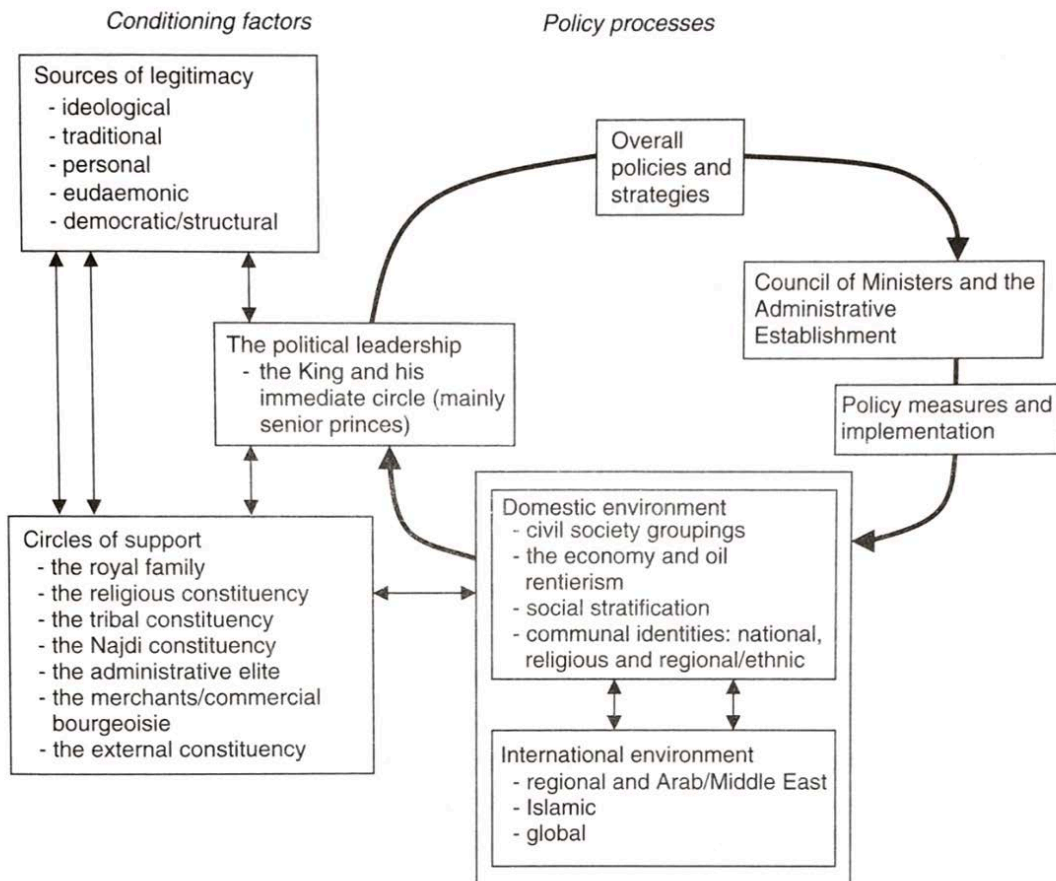 Conditioning factors
Policy processes
Sources of legitimacy
- ideological
- traditional
- personal
- eudaemonic
- democratic/structural
Overall
policies and
strategies
Council of Ministers and the
Administrative
Establishment
The political leadership
- the King and his
immediate circle (mainly
senior princes)
Policy measures and
implementation
Circles of support
- the royal family
- the religious constituency
- the tribal constituency
- the Najdi constituency
- the administrative elite
- the merchants/commercial
bourgeoisie
- the external constituency
Domestic environment
- civil society groupings
- the economy and oil
rentierism
- social stratification
- communal identities: national,
religious and regional/ethnic
International environment
- regional and Arab/Middle East
- Islamic
- global